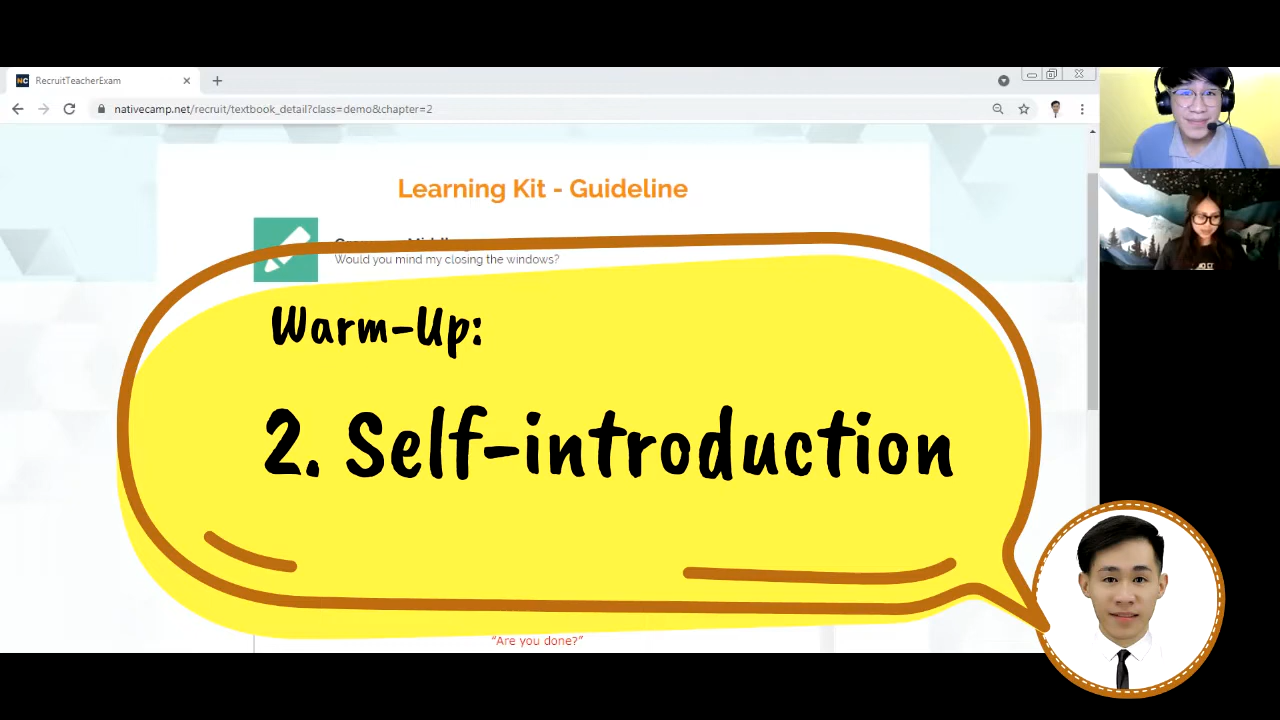 NC RecruitTeacherExam
nativecamp.net/recruit/textbook_detail?class=demo&chapter=2
Learning Kit - Guideline
Would you mind my closing the windows?
Warm-Up:
2. Self-introduction
“Are you done?”